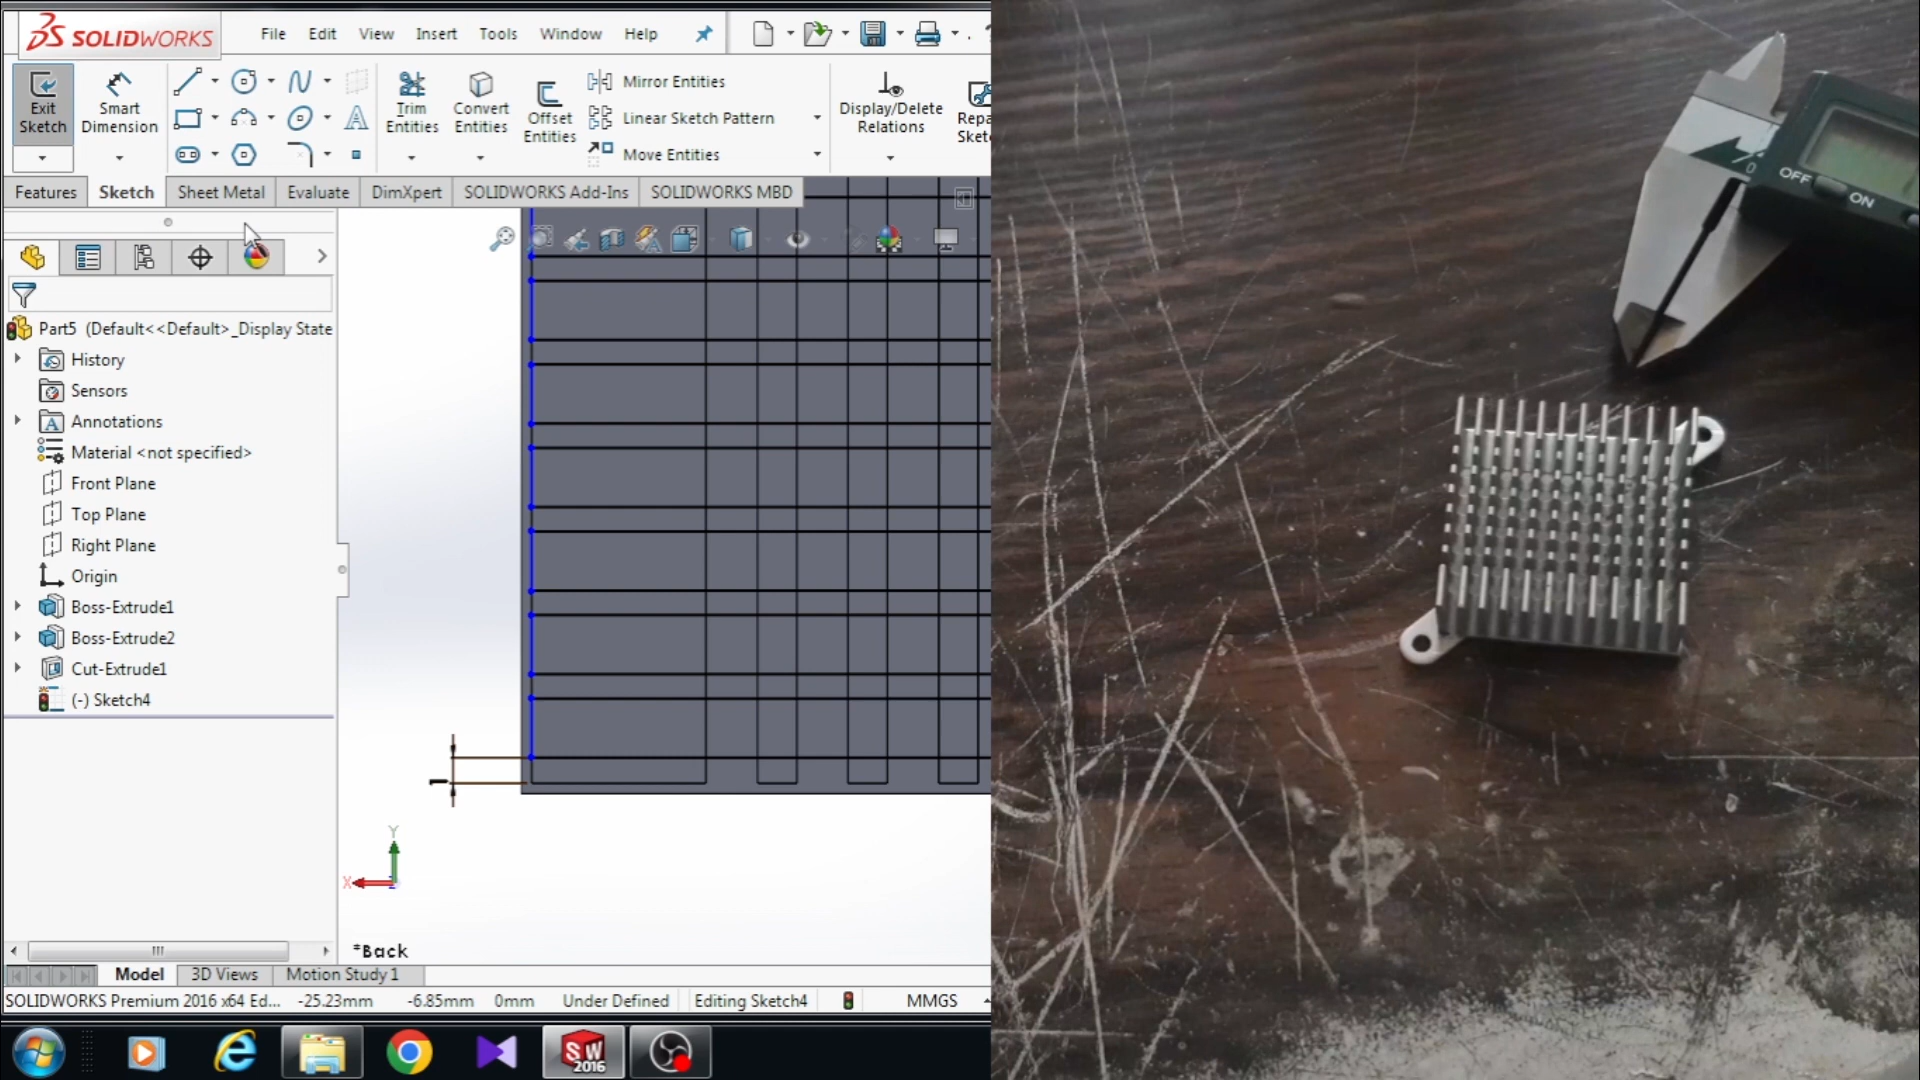 SOLIDWORKS File Edit View Insert Tools Window Help
Exit Sketch
Smart Dimension
Trim Entities
Convert Entities
Offset Entities
Mirror Entities
Linear Sketch Pattern
Move Entities
Display/Delete Relations
Features Sketch Sheet Metal Evaluate DimXpert SOLIDWORKS Add-Ins SOLIDWORKS MBD
Part5 (Default<<Default>_Display State
History
Sensors
Annotations
Material <not specified>
Front Plane
Top Plane
Right Plane
Origin
Boss-Extrude1
Boss-Extrude2
Cut-Extrude1
(-) Sketch4
1
Y
X
*Back
Model 3D Views Motion Study 1
SOLIDWORKS Premium 2016 x64 Ed... -25.23mm -6.85mm 0mm Under Defined Editing Sketch4 MMGS
SW 2016
0
OFF ON